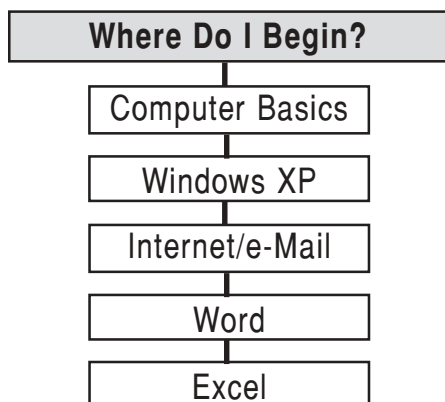 Where Do I Begin?
Computer Basics
Windows XP
Internet/e-Mail
Word
Excel